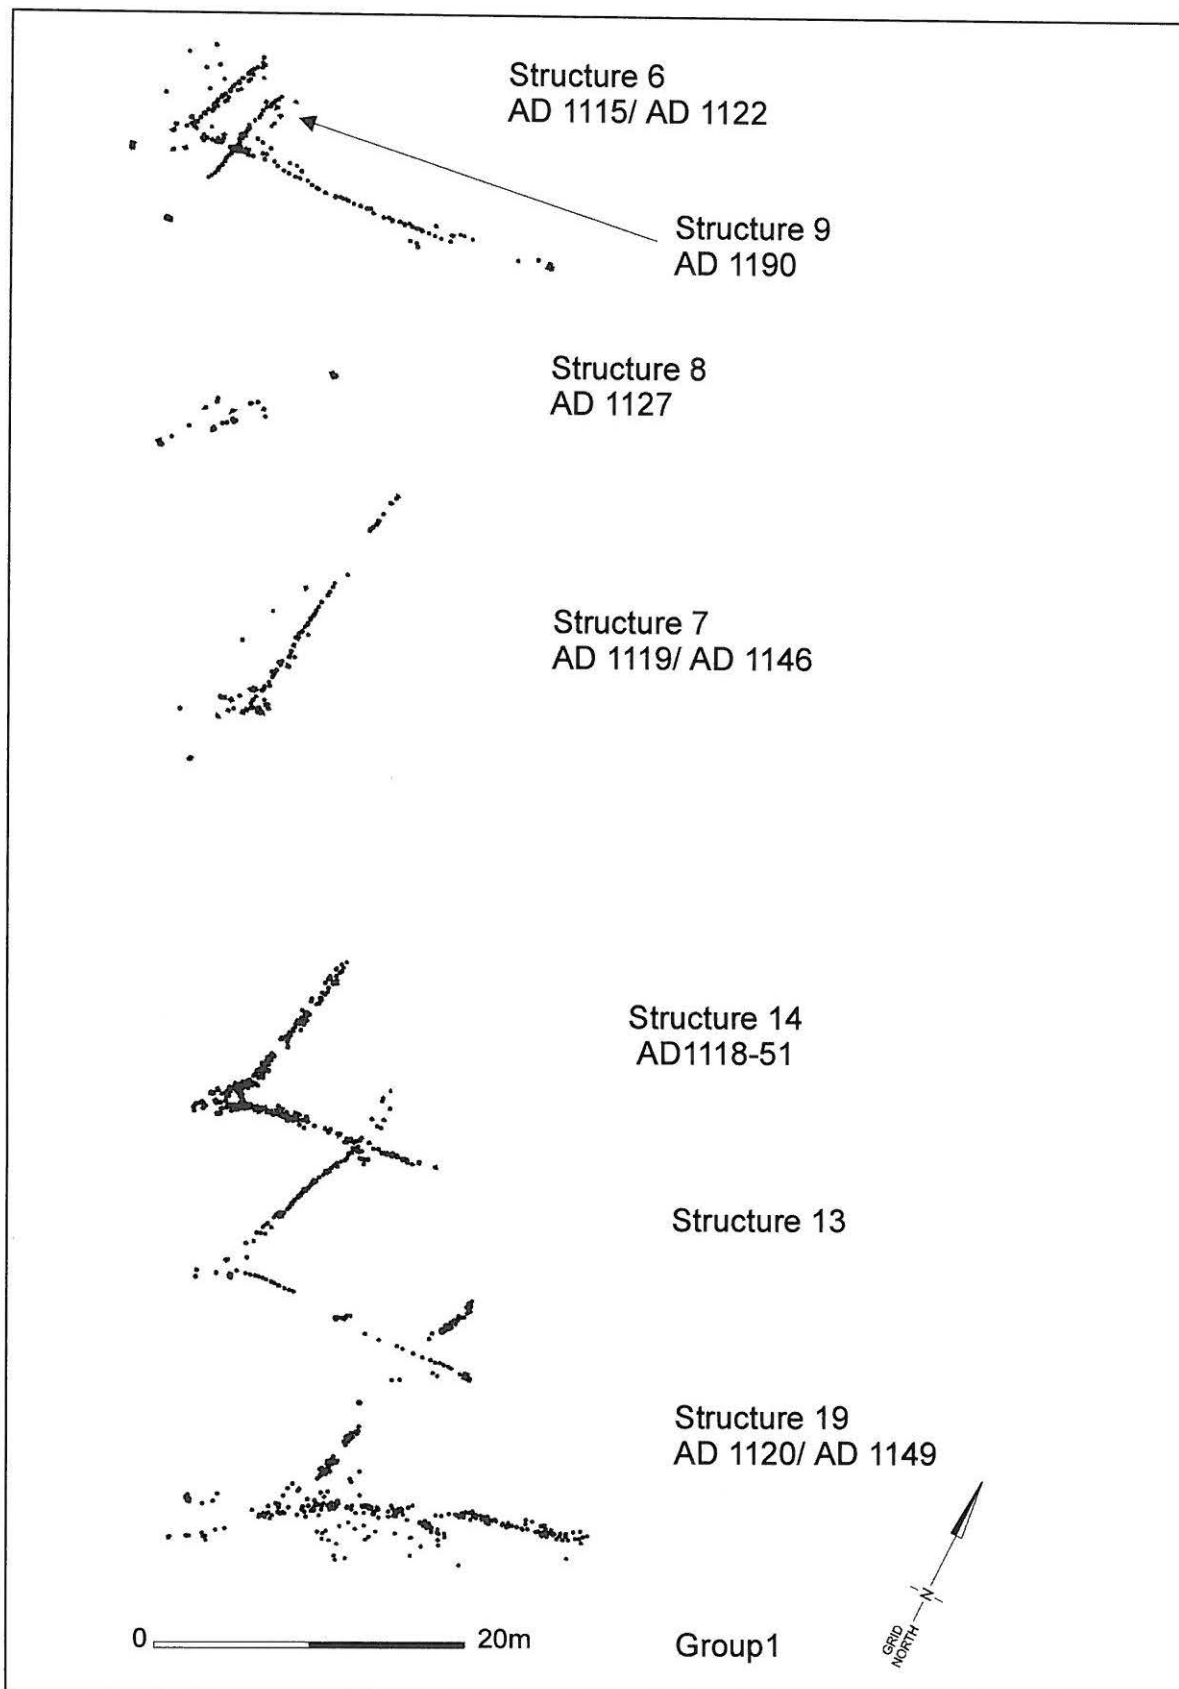 Structure 6
AD 1115/ AD 1122
Structure 9
AD 1190
Structure 8
AD 1127
Structure 7
AD 1119/ AD 1146
Structure 14
AD1118-51
Structure 13
Structure 19
AD 1120/ AD 1149
N
GRID
NORTH
0 20m
Group1